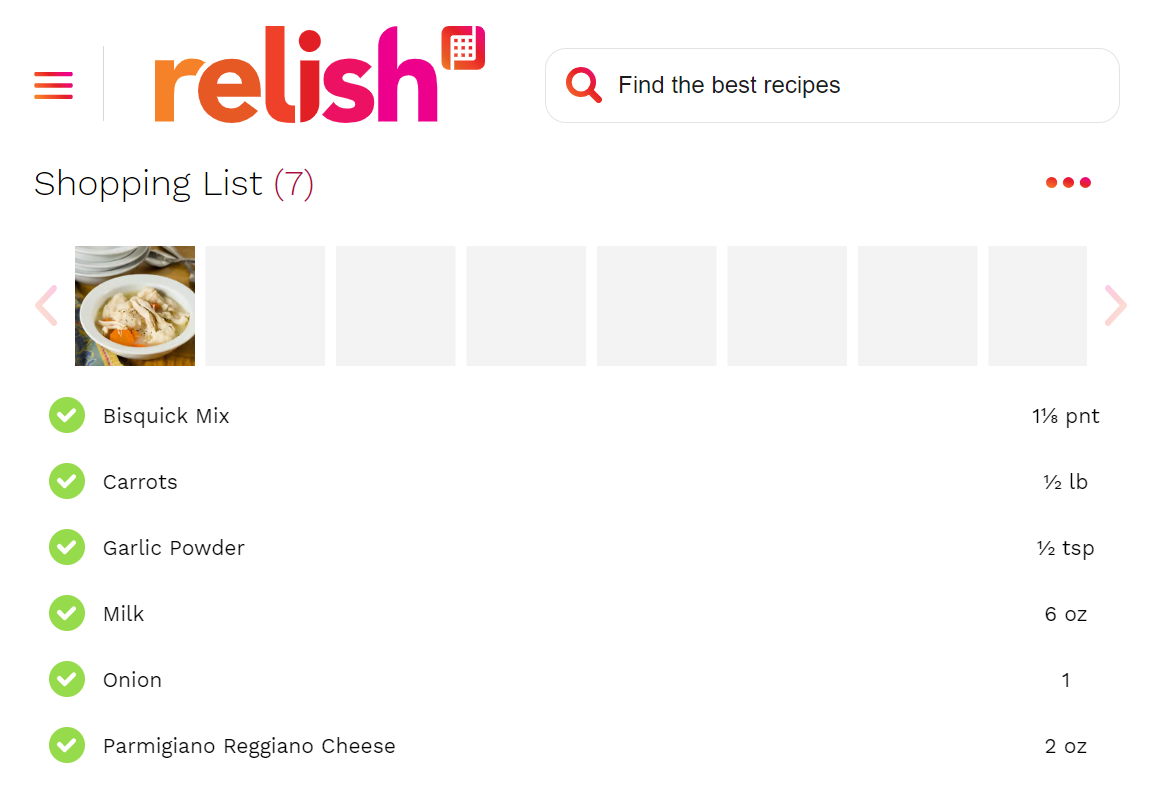 relish
Find the best recipes
Shopping List (7)
Bisquick Mix 1⅛ pnt
Carrots ½ lb
Garlic Powder ½ tsp
Milk 6 oz
Onion 1
Parmigiano Reggiano Cheese 2 oz